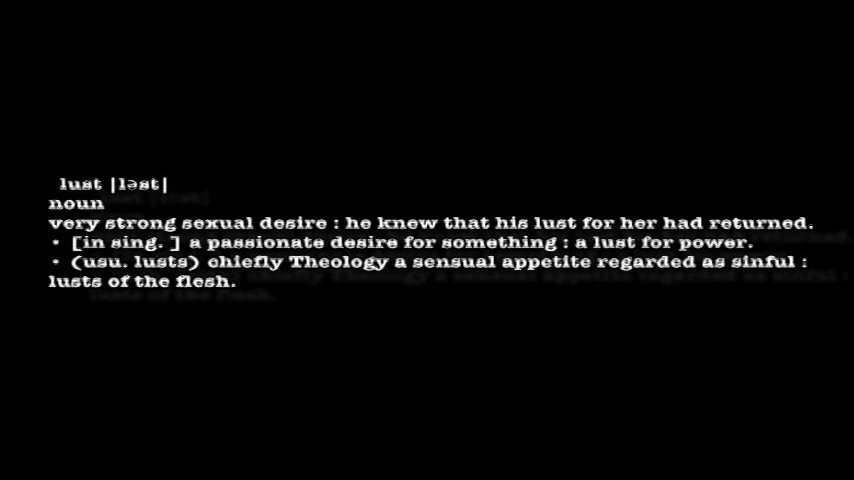 lust |ləst|
noun
very strong sexual desire : he knew that his lust for her had returned.
• [in sing. ] a passionate desire for something : a lust for power.
• (usu. lusts) chiefly Theology a sensual appetite regarded as sinful :
lusts of the flesh.